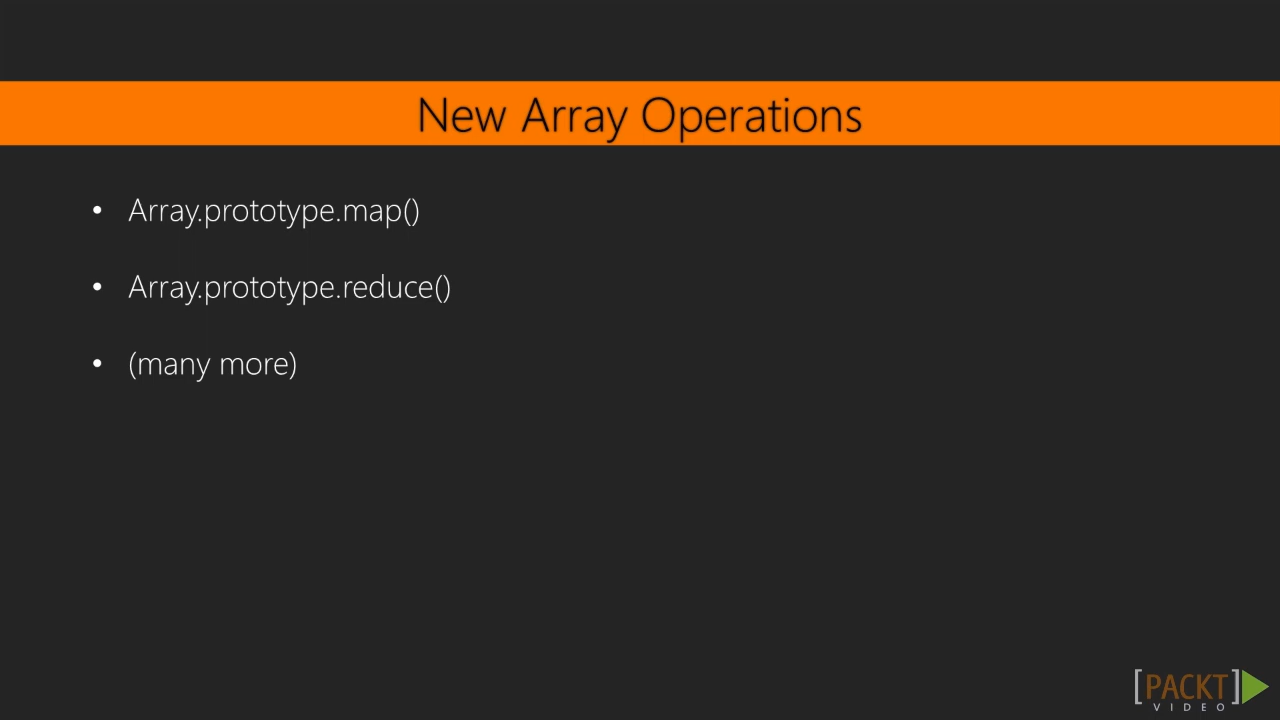 New Array Operations
• Array.prototype.map()
• Array.prototype.reduce()
• (many more)
[PACKT]
VIDEO